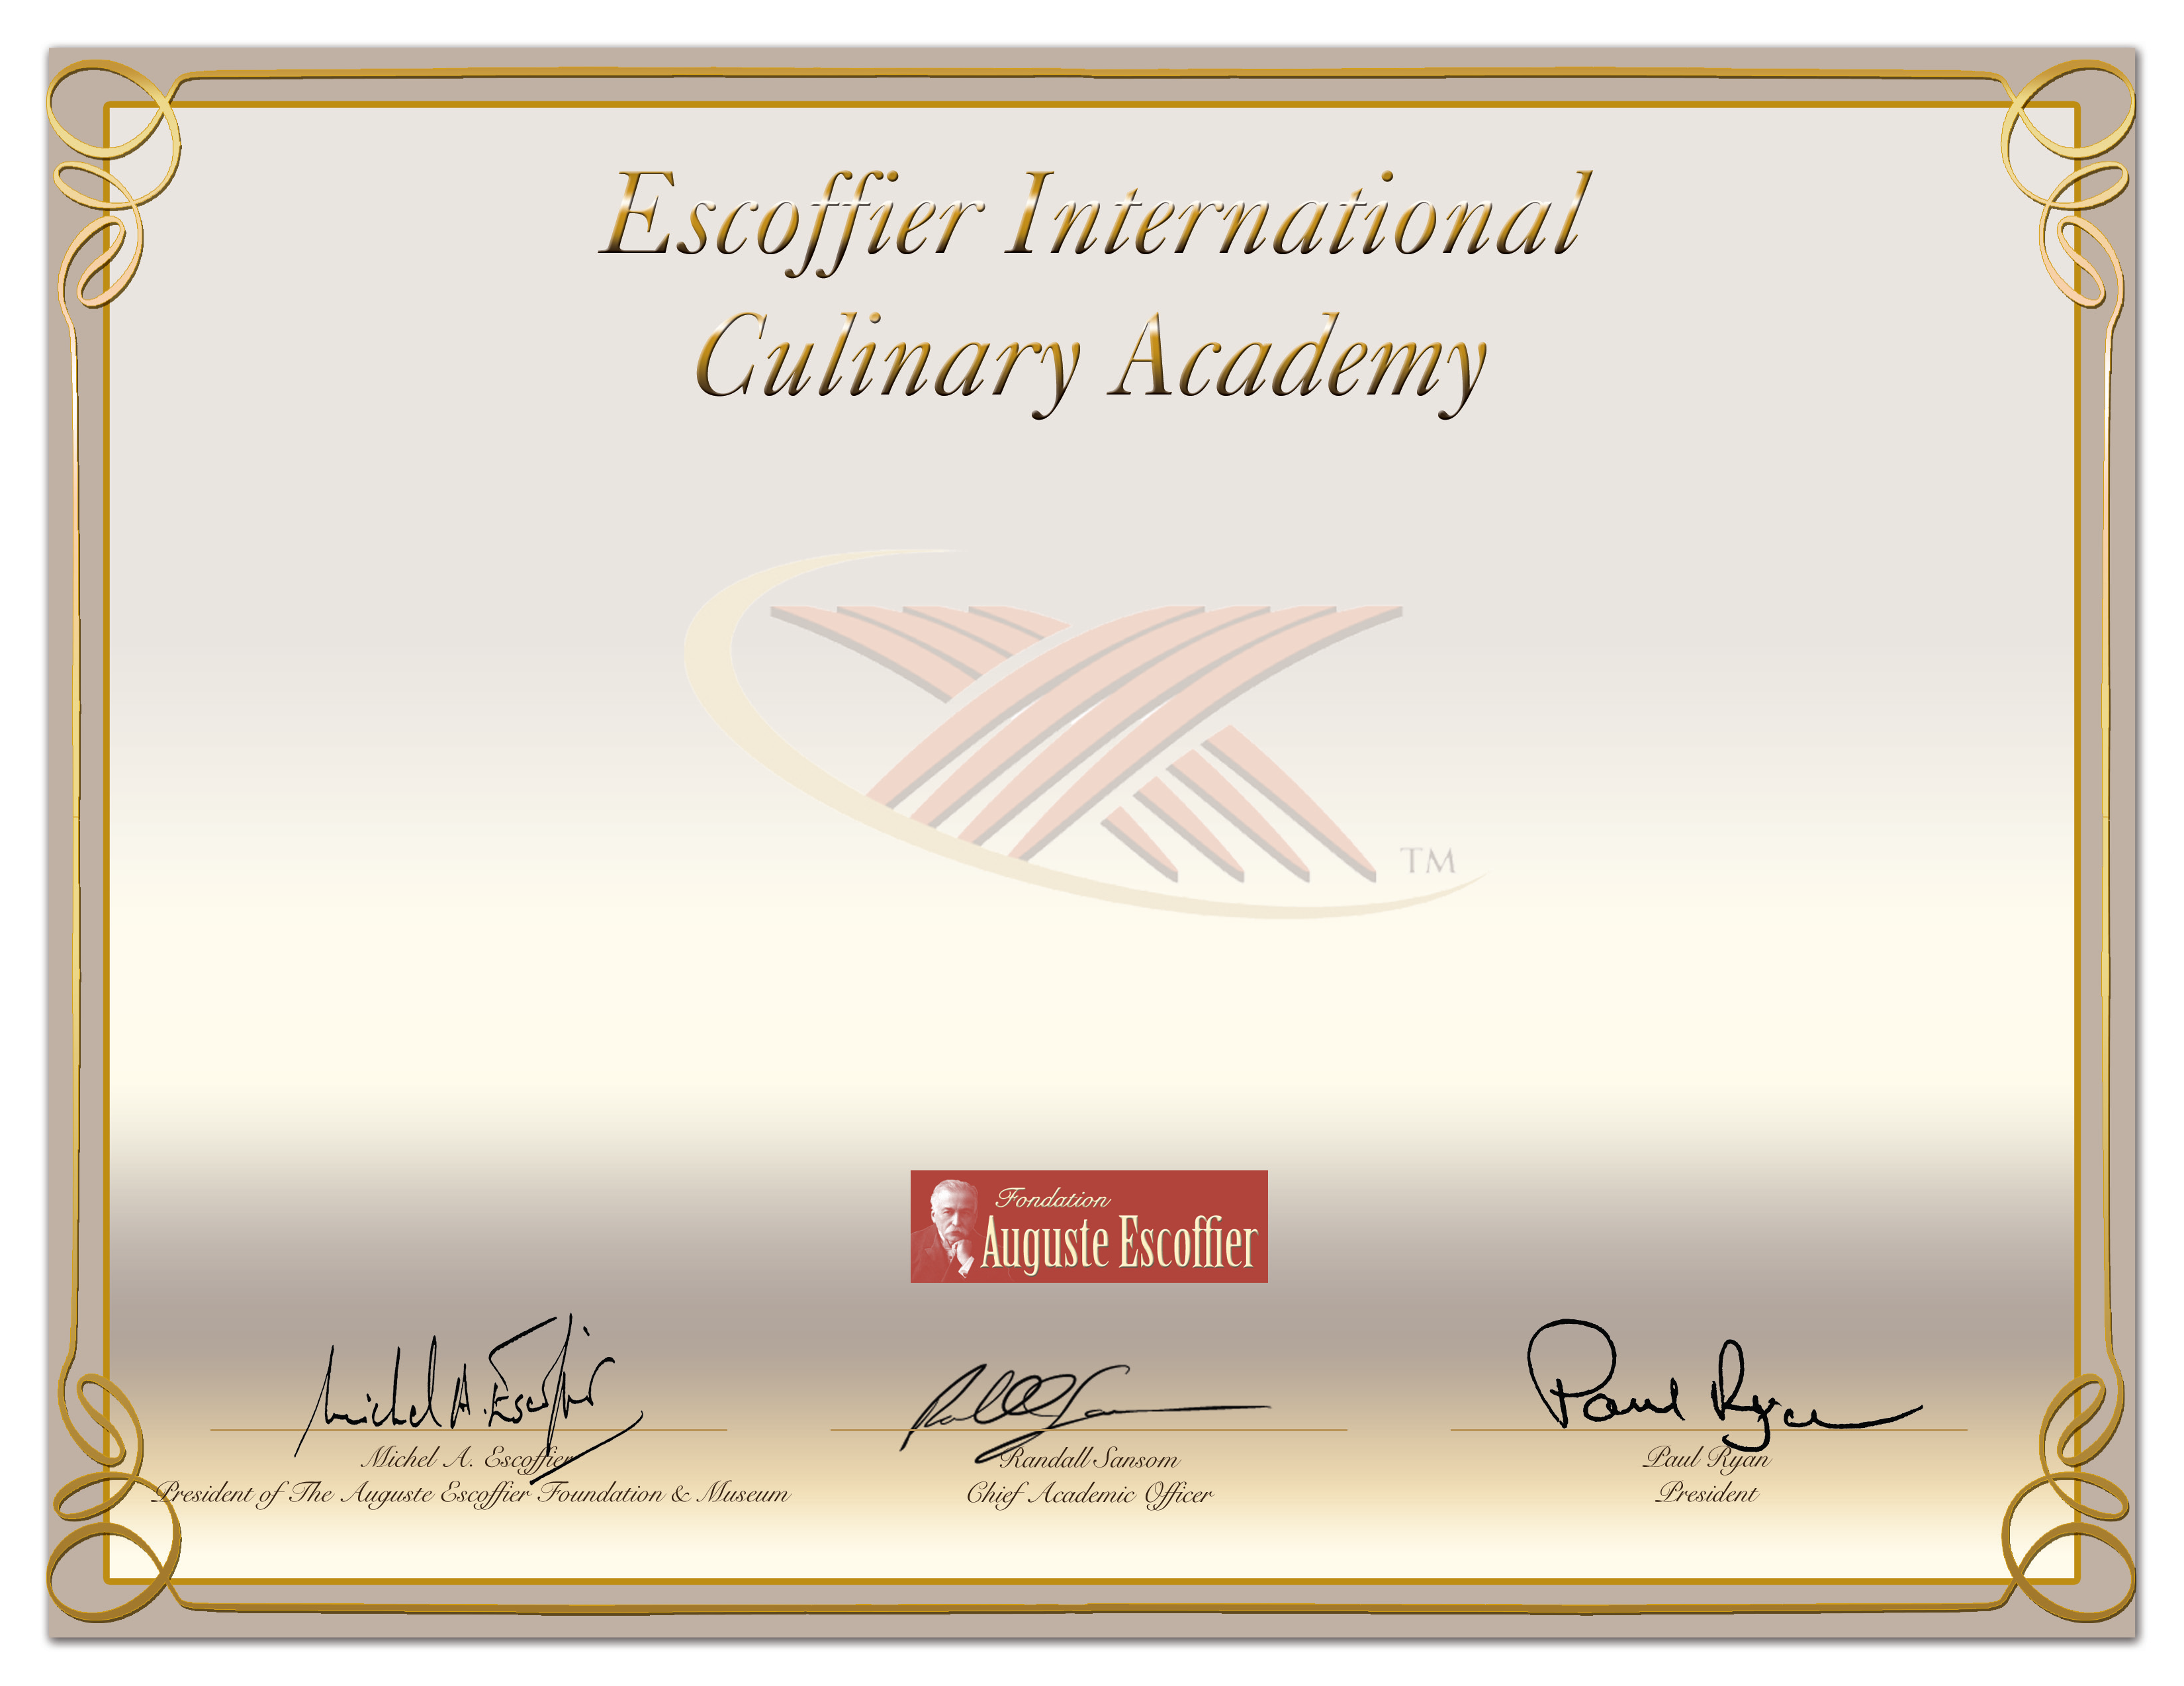 Escoffier International
Culinary Academy
TM
Fondation
Auguste Escoffier
Michel A. Escoffier
Randall Sansom
Paul Ryan
Michel A. Escoffier
President of The Auguste Escoffier Foundation & Museum
Randall Sansom
Chief Academic Officer
Paul Ryan
President